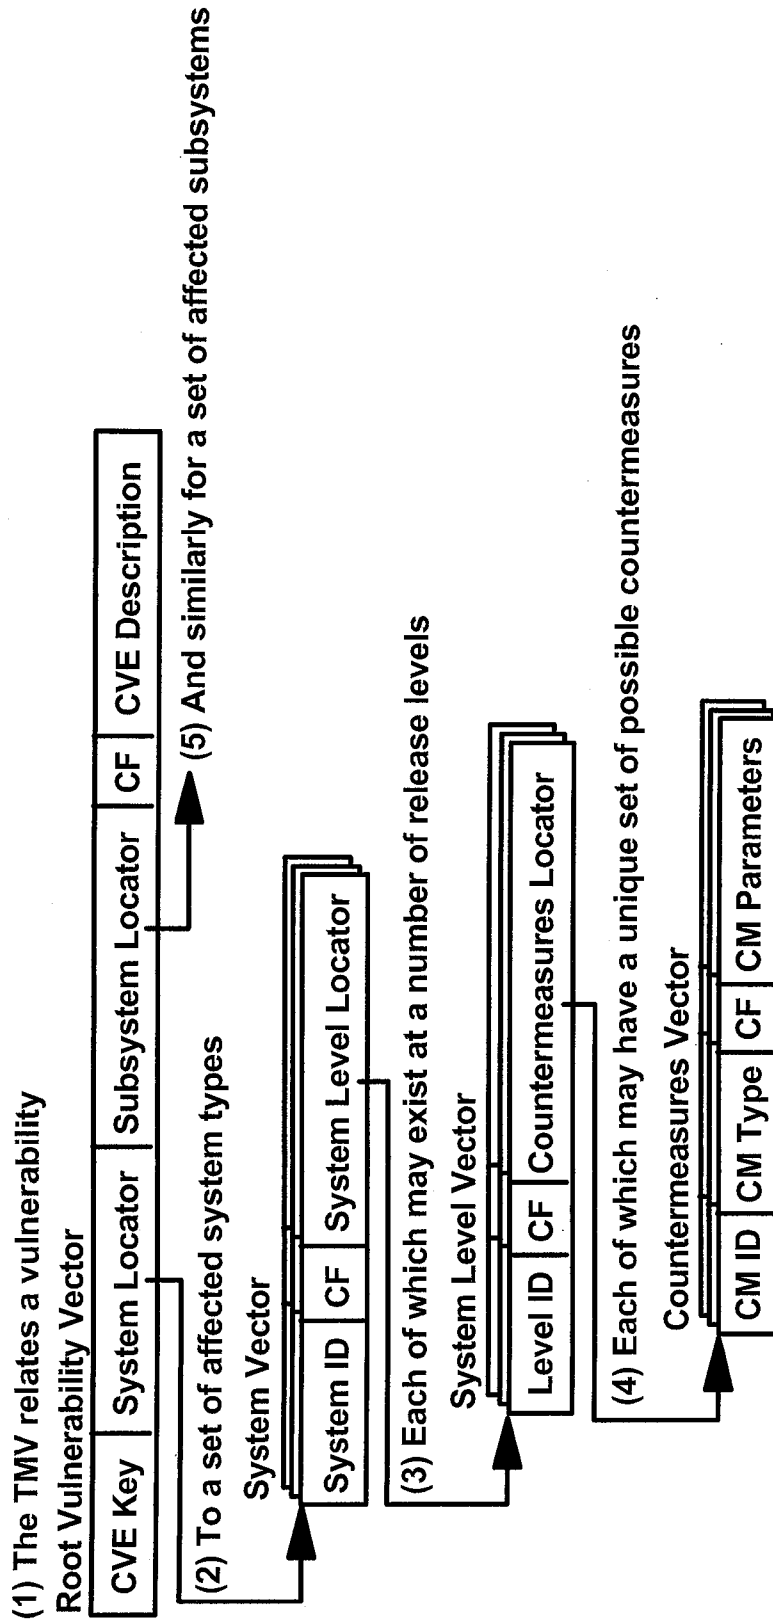 (1) The TMV relates a vulnerability
Root Vulnerability Vector
CVE Key System Locator Subsystem Locator CF CVE Description
(5) And similarly for a set of affected subsystems
(2) To a set of affected system types
System Vector
System ID CF System Level Locator
(3) Each of which may exist at a number of release levels
System Level Vector
Level ID CF Countermeasures Locator
(4) Each of which may have a unique set of possible countermeasures
Countermeasures Vector
CM ID CM Type CF CM Parameters